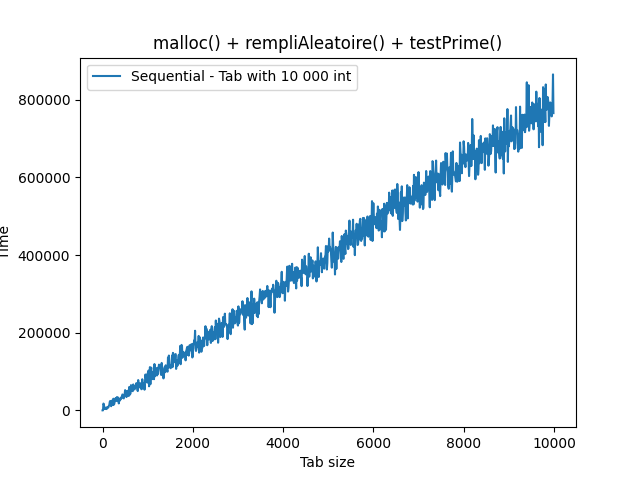 malloc() + rempliAleatoire() + testPrime()
Sequential - Tab with 10 000 int
800000
600000
400000
200000
0
Time
0 2000 4000 6000 8000 10000
Tab size